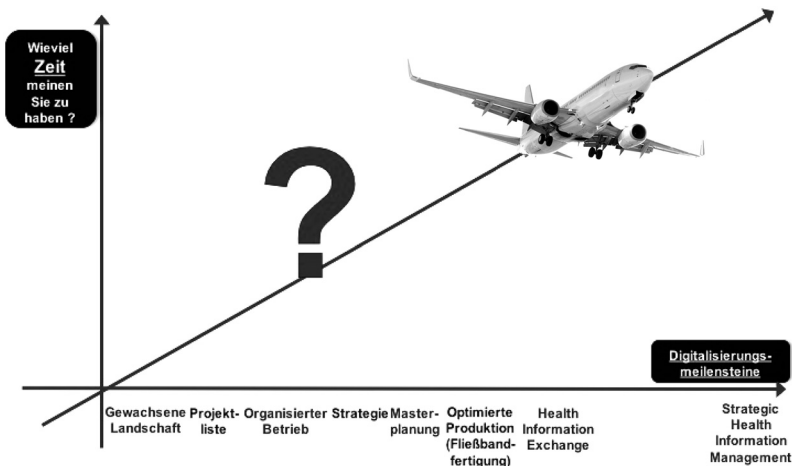 Wieviel
Zeit
meinen
Sie zu
haben ?
?
Digitalisierungs-
meilensteine
Gewachsene
Landschaft
Projekt-
liste
Organisierter
Betrieb
Strategie
Master-
planung
Optimierte
Produktion
(Fließband-
fertigung)
Health
Information
Exchange
Strategic
Health
Information
Management